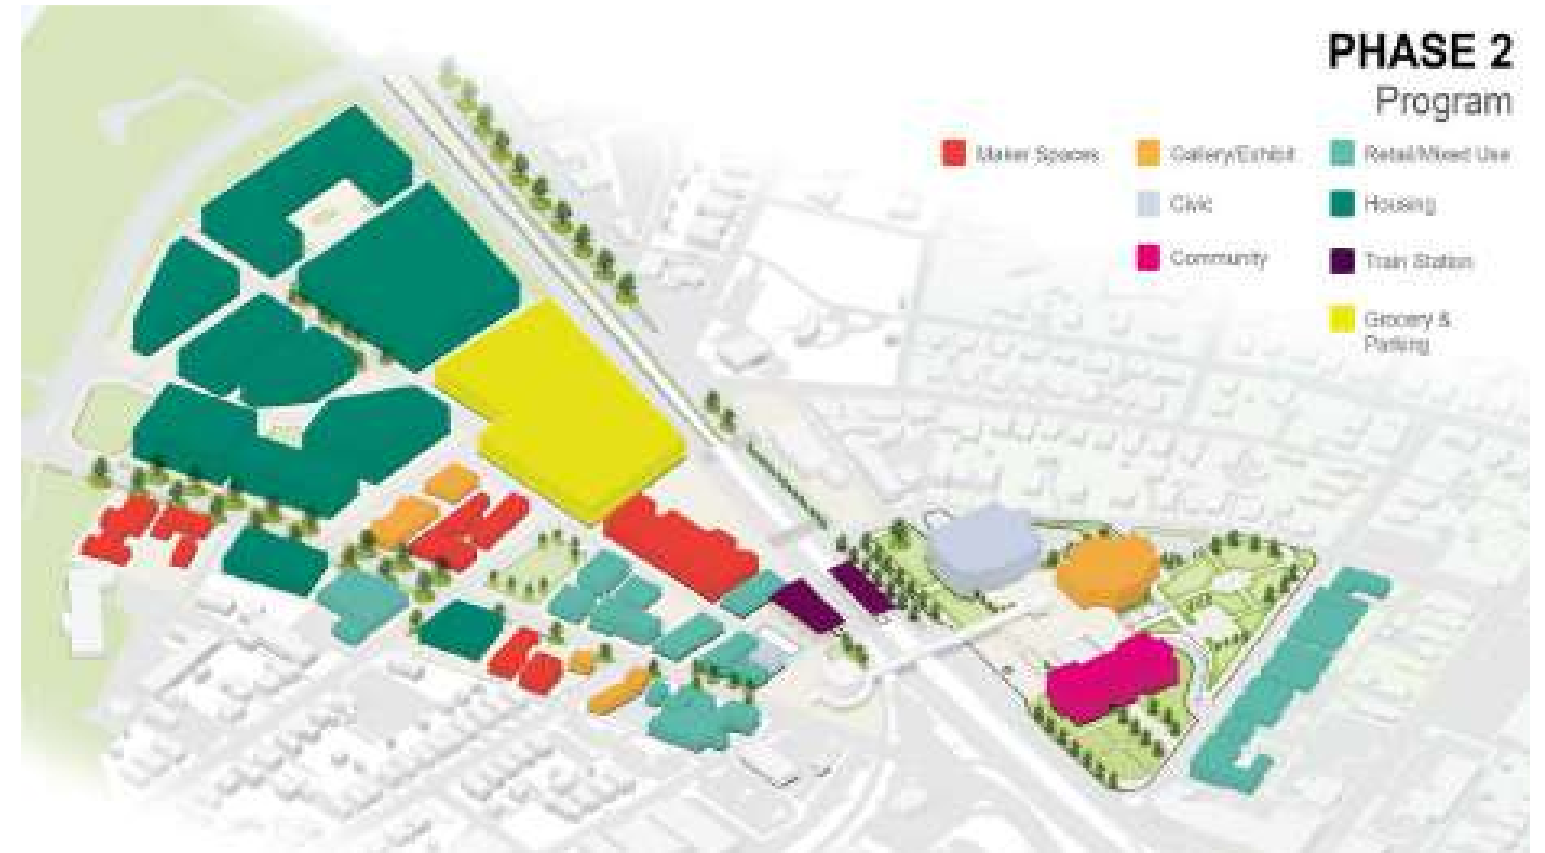 PHASE 2
Program
Maker Spaces
Gallery/Exhibit
Retail/Mixed Use
Civic
Housing
Community
Train Station
Grocery &
Parking